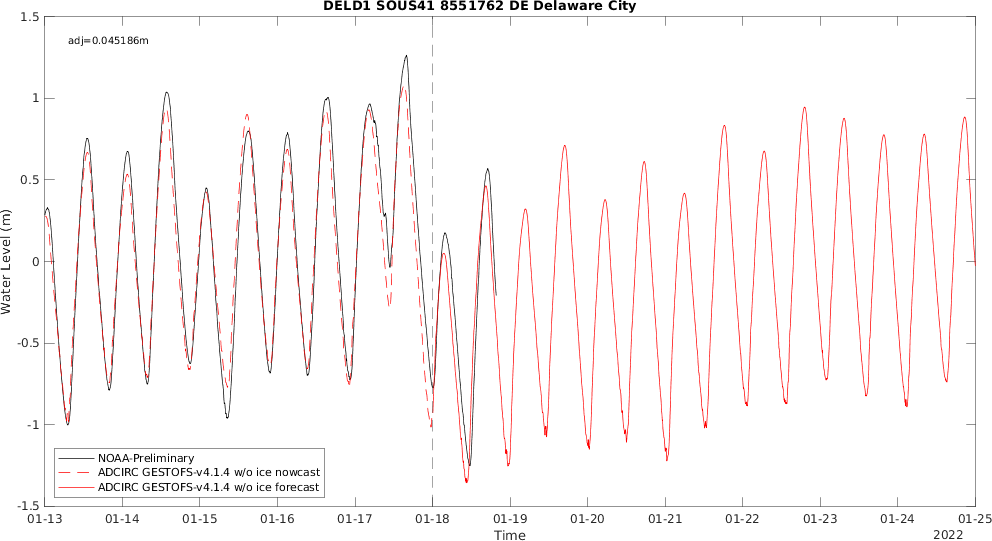 DELD1 SOUS41 8551762 DE Delaware City
adj=0.045186m
1.5
1
0.5
0
-0.5
-1
-1.5
Water Level (m)
NOAA-Preliminary
ADCIRC GESTOFS-v4.1.4 w/o ice nowcast
ADCIRC GESTOFS-v4.1.4 w/o ice forecast
01-13 01-14 01-15 01-16 01-17 01-18 01-19 01-20 01-21 01-22 01-23 01-24 01-25
Time
2022